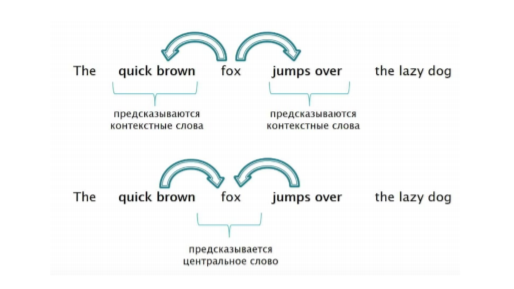 The quick brown fox jumps over the lazy dog
предсказываются предсказываются
контекстные слова контекстные слова
The quick brown fox jumps over the lazy dog
предсказывается
центральное слово